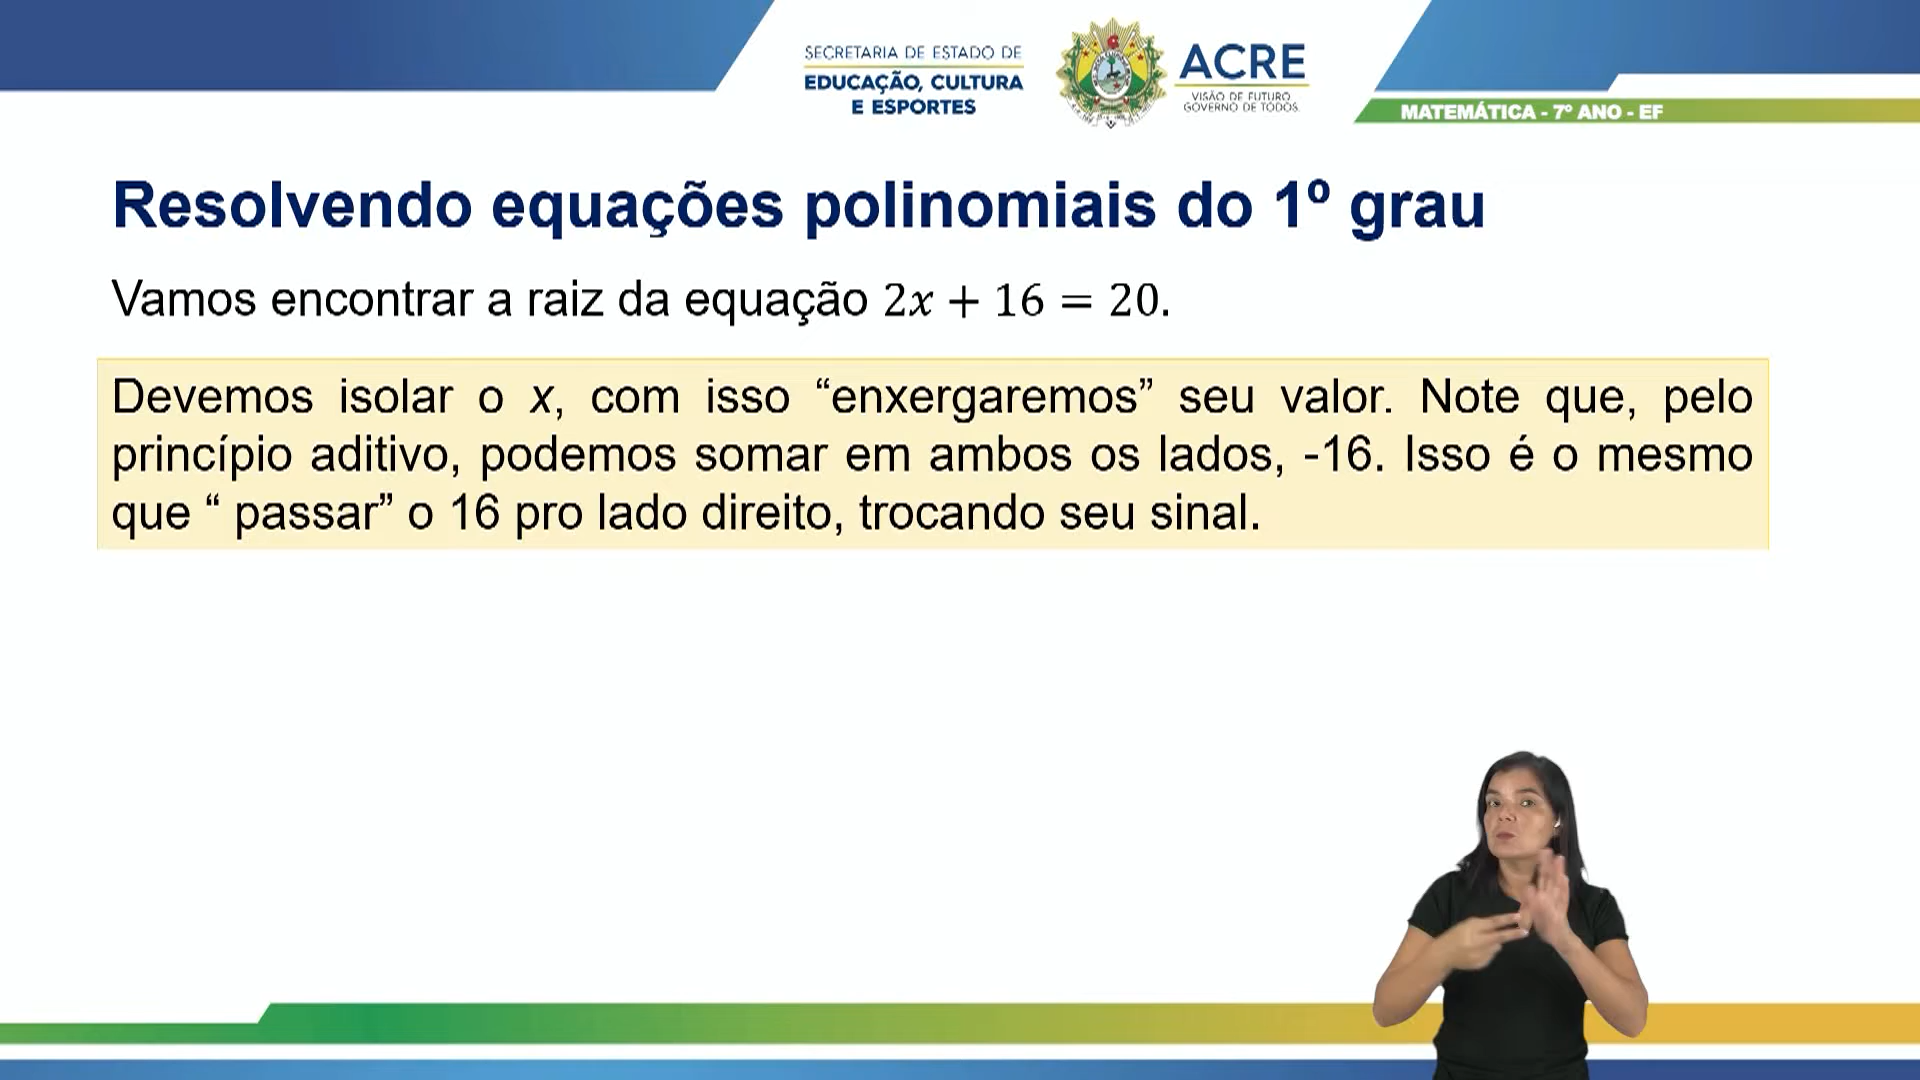 SECRETARIA DE ESTADO DE
EDUCAÇÃO, CULTURA
E ESPORTES
ACRE
VISÃO DE FUTURO
GOVERNO DE TODOS
MATEMÁTICA - 7º ANO - EF
Resolvendo equações polinomiais do 1º grau
Vamos encontrar a raiz da equação 2x + 16 = 20.
Devemos isolar o x, com isso “enxergaremos” seu valor. Note que, pelo
princípio aditivo, podemos somar em ambos os lados, -16. Isso é o mesmo
que “ passar” o 16 pro lado direito, trocando seu sinal.